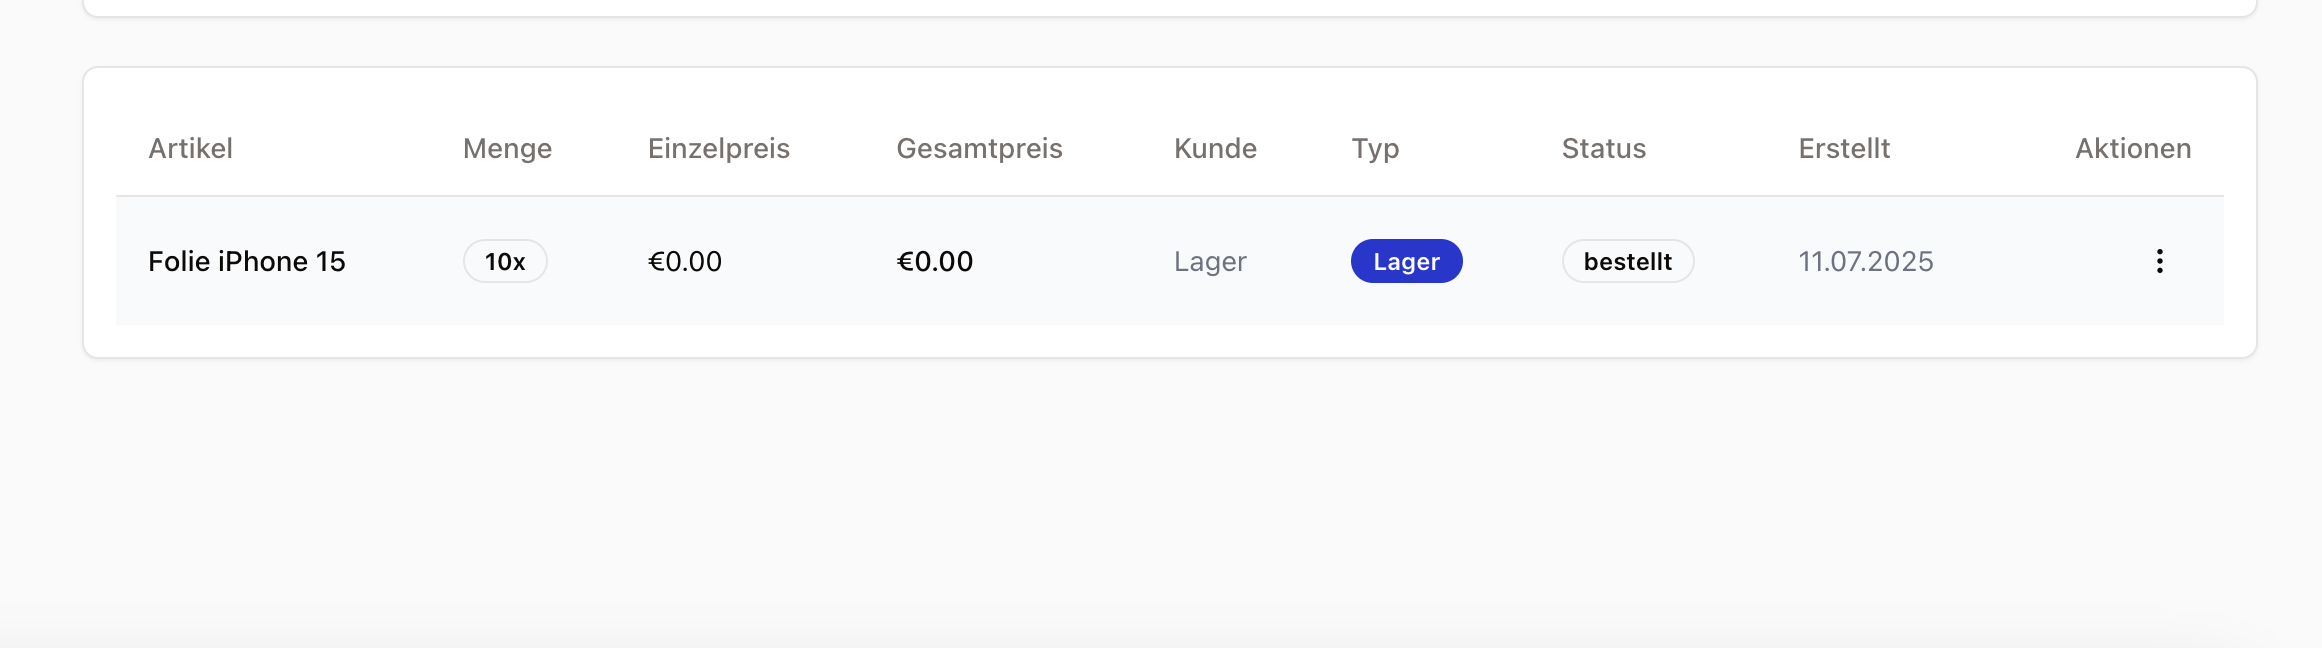 Artikel Menge Einzelpreis Gesamtpreis Kunde Typ Status Erstellt Aktionen
Folie iPhone 15 10x €0.00 €0.00 Lager Lager bestellt 11.07.2025